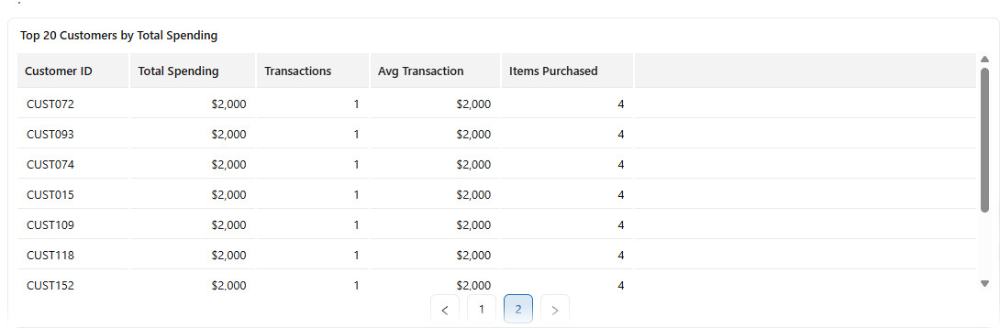 Top 20 Customers by Total Spending
Customer ID Total Spending Transactions Avg Transaction Items Purchased
CUST072 $2,000 1 $2,000 4
CUST093 $2,000 1 $2,000 4
CUST074 $2,000 1 $2,000 4
CUST015 $2,000 1 $2,000 4
CUST109 $2,000 1 $2,000 4
CUST118 $2,000 1 $2,000 4
CUST152 $2,000 1 $2,000 4
< 1 2 >